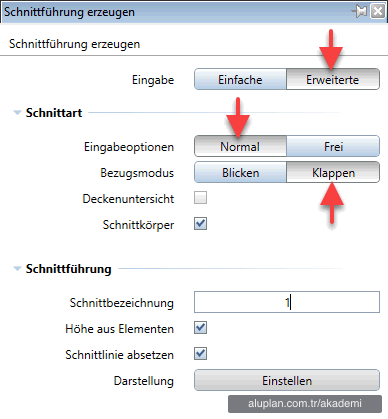 Schnittführung erzeugen
Schnittführung erzeugen
Eingabe Einfache Erweiterte
Schnittart
Eingabeoptionen Normal Frei
Bezugsmodus Blicken Klappen
Deckenuntersicht
Schnittkörper
Schnittführung
Schnittbezeichnung 1
Höhe aus Elementen
Schnittlinie absetzen
Darstellung Einstellen
aluplan.com.tr/akademi